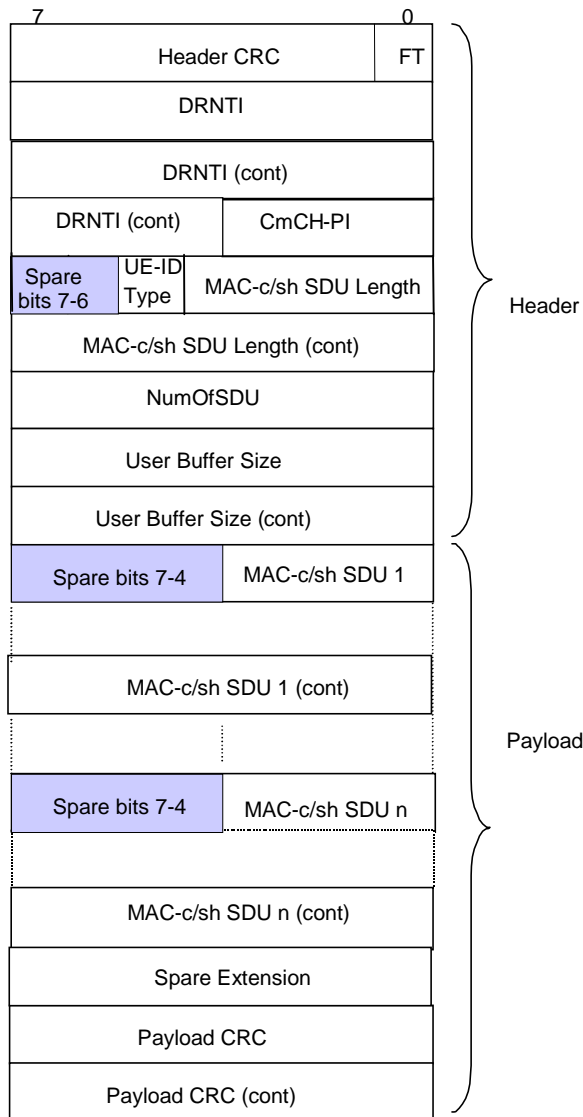 7 0
Header CRC FT
DRNTI
DRNTI (cont)
DRNTI (cont) CmCH-PI
Spare bits 7-6 UE-ID Type MAC-c/sh SDU Length
MAC-c/sh SDU Length (cont)
NumOfSDU
User Buffer Size
User Buffer Size (cont)
Header
Spare bits 7-4 MAC-c/sh SDU 1
MAC-c/sh SDU 1 (cont)
Spare bits 7-4 MAC-c/sh SDU n
MAC-c/sh SDU n (cont)
Spare Extension
Payload CRC
Payload CRC (cont)
Payload